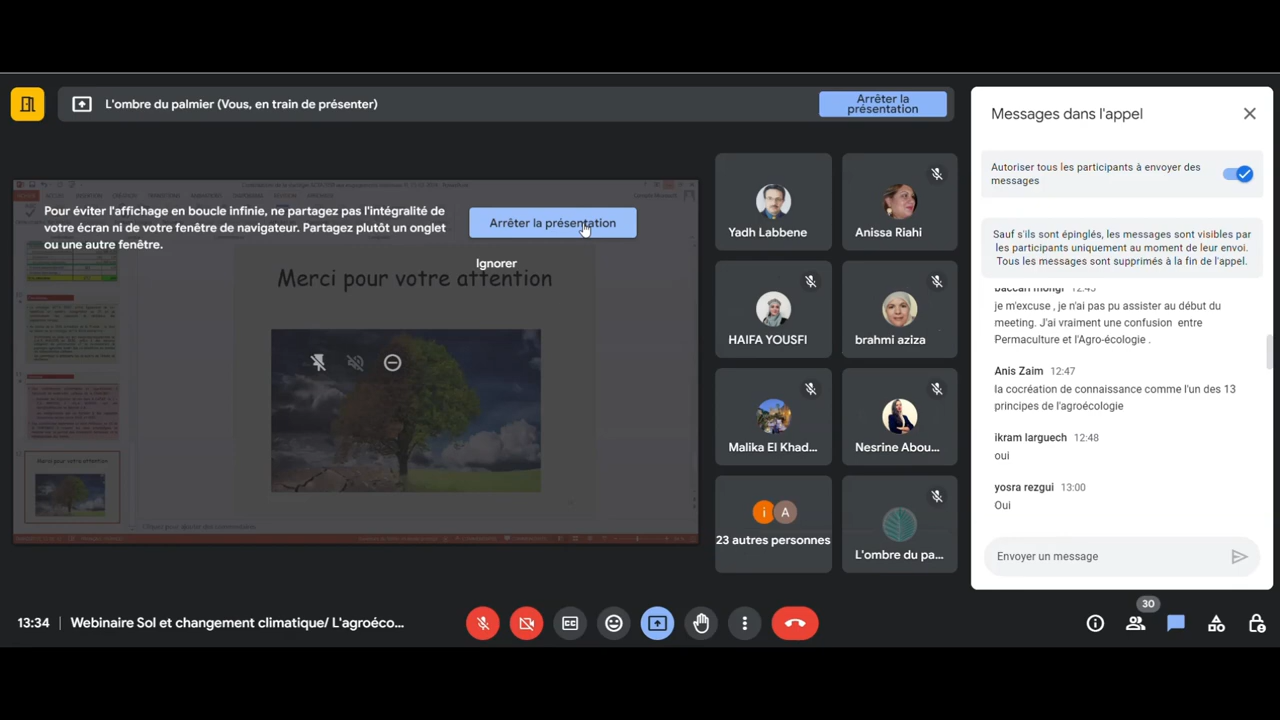 L'ombre du palmier (Vous, en train de présenter)
Arrêter la
présentation
Pour éviter l'affichage en boucle infinie, ne partagez pas l'intégralité de
votre écran ni de votre fenêtre de navigateur. Partagez plutôt un onglet
ou une autre fenêtre.
Arrêter la présentation
Ignorer
Merci pour votre attention
Merci pour votre attention
Yadh Labbene
Anissa Riahi
HAIFA YOUSFI
brahmi aziza
Malika El Khad...
Nesrine Abou...
i
A
23 autres personnes
L'ombre du pa...
Messages dans l'appel
Autoriser tous les participants à envoyer des
messages
Sauf s'ils sont épinglés, les messages sont visibles par
les participants uniquement au moment de leur envoi.
Tous les messages sont supprimés à la fin de l'appel.
baccari mongi 12:45
je m'excuse , je n'ai pas pu assister au début du
meeting. J'ai vraiment une confusion entre
Permaculture et l'Agro-écologie .
Anis Zaim 12:47
la cocréation de connaissance comme l'un des 13
principes de l'agroécologie
ikram larguech 12:48
oui
yosra rezgui 13:00
Oui
Envoyer un message
13:34 | Webinaire Sol et changement climatique/ L'agroéco...
30